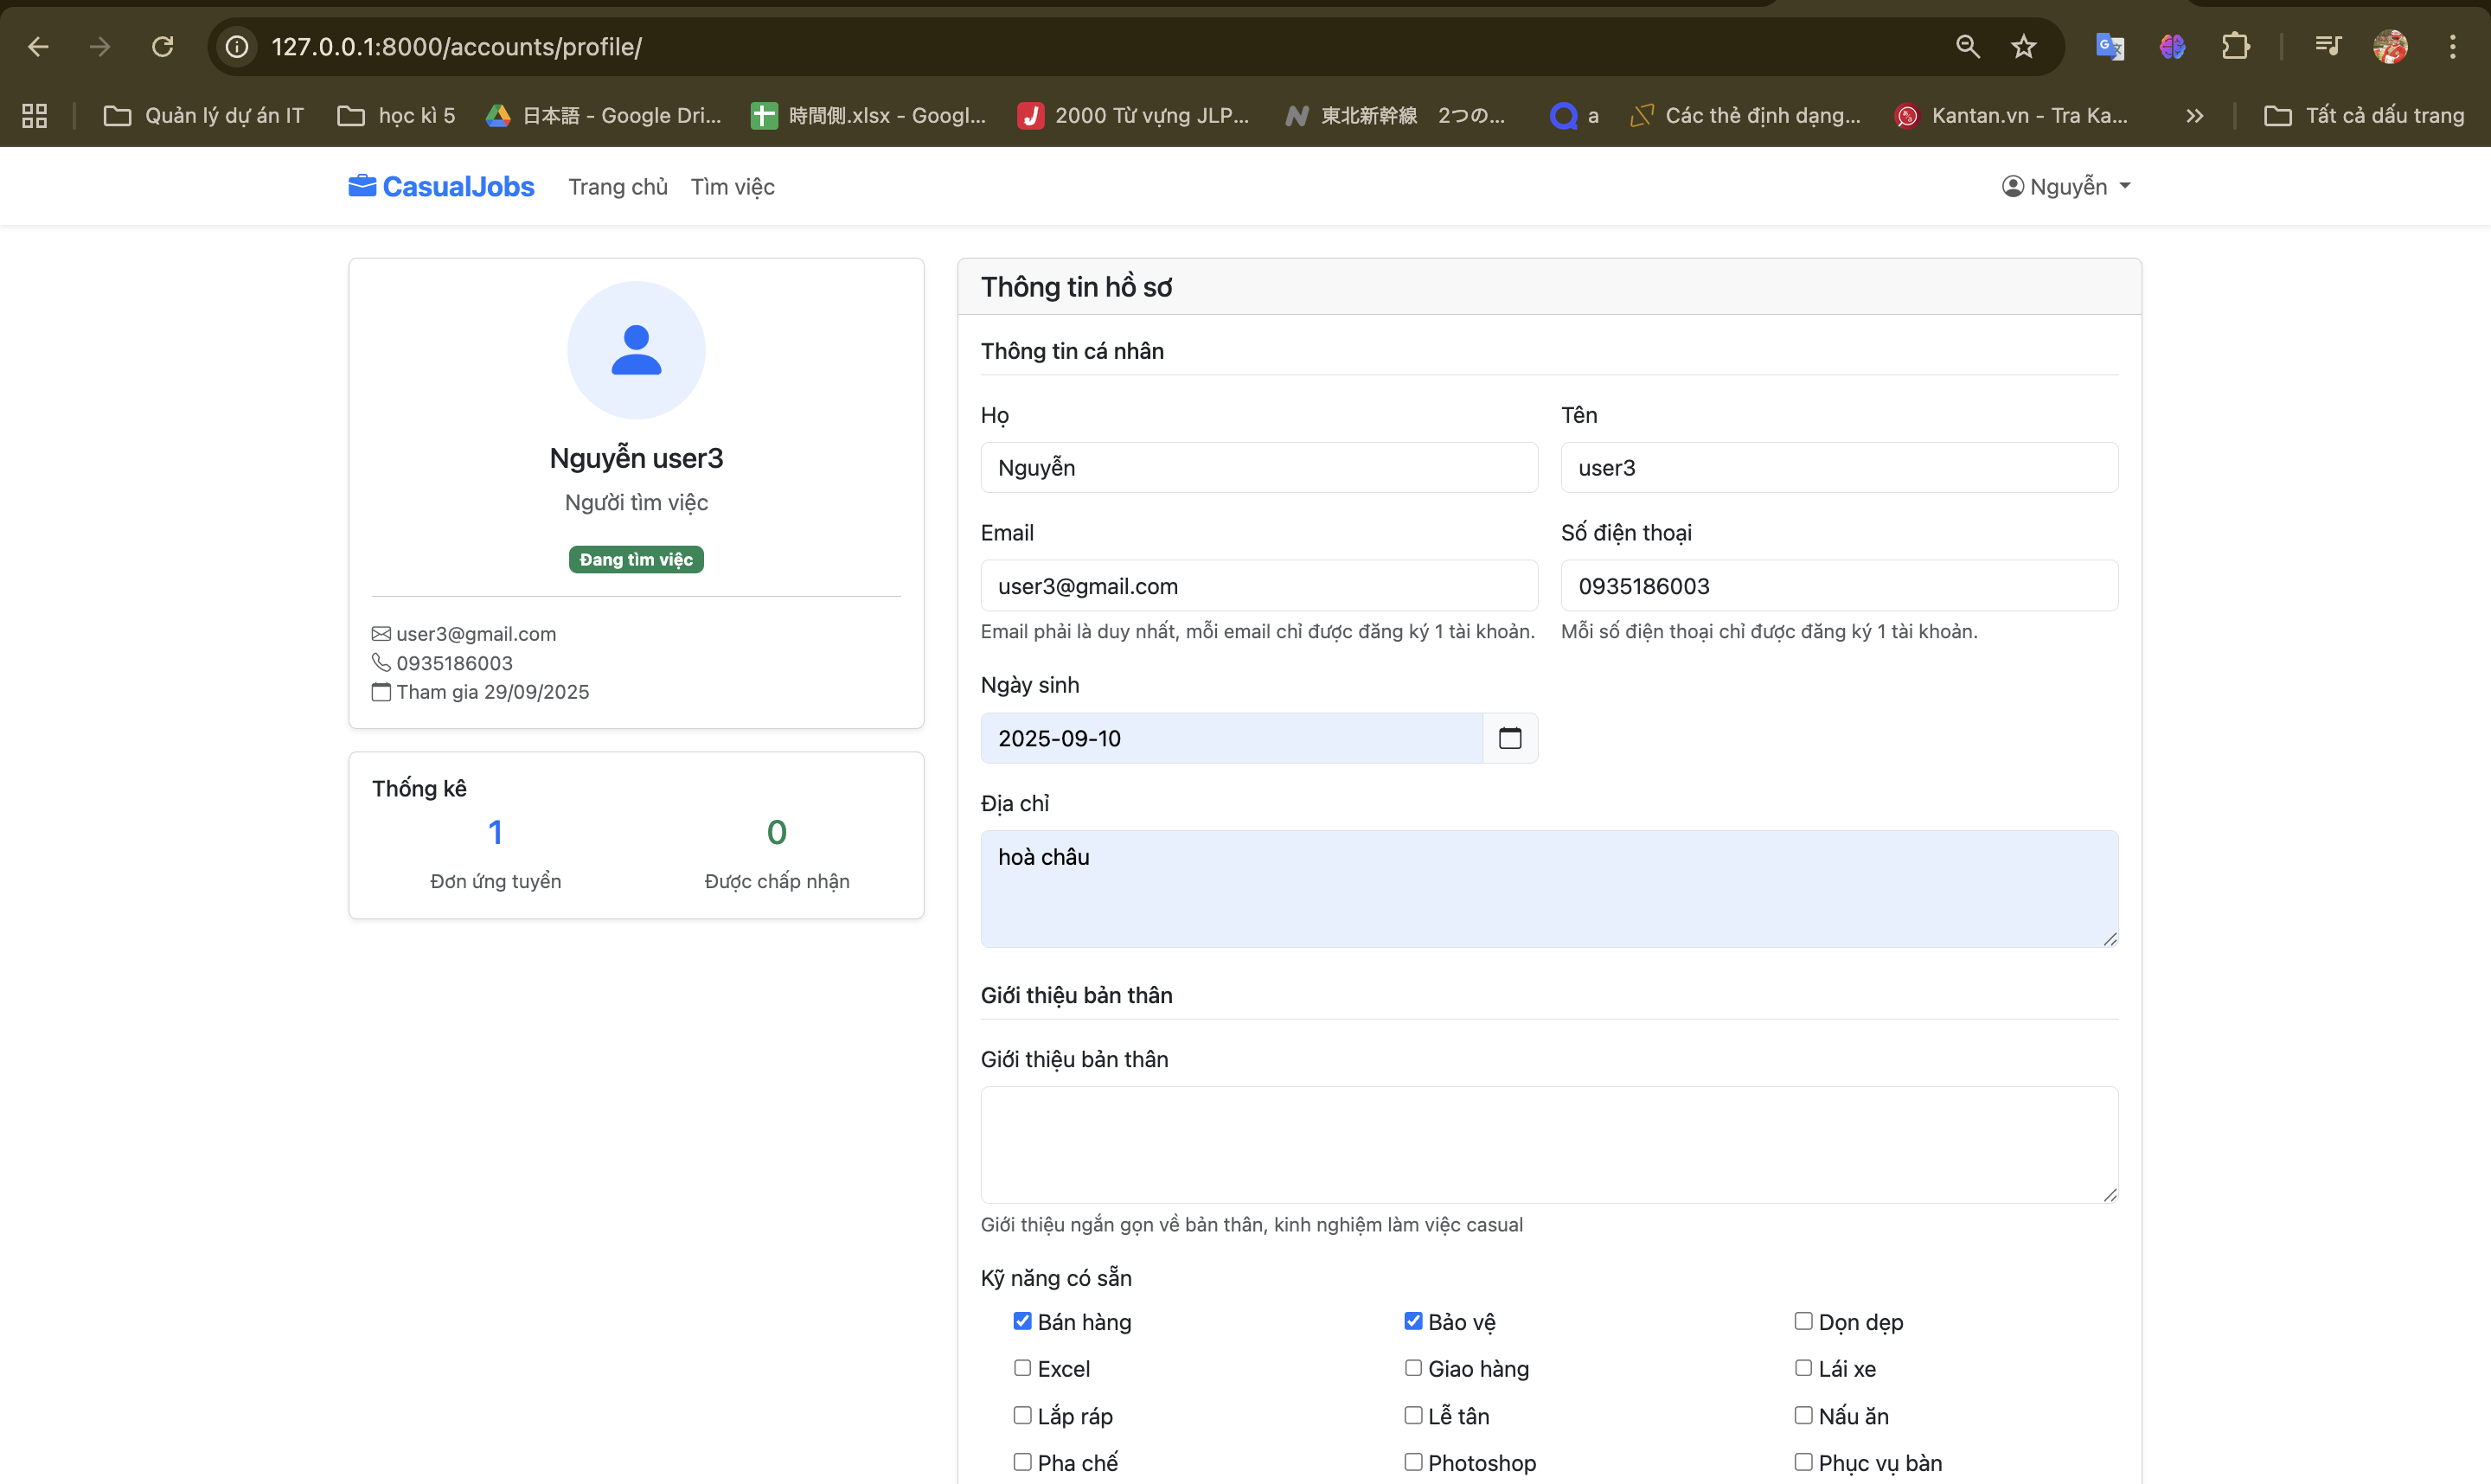 127.0.0.1:8000/accounts/profile/
Quản lý dự án IT
học kì 5
日本語 - Google Dri...
時間側.xlsx - Googl...
2000 Từ vựng JLP...
東北新幹線 2つの...
a
Các thẻ định dạng...
Kantan.vn - Tra Ka...
Tất cả dấu trang
CasualJobs
Trang chủ
Tìm việc
Nguyễn
Nguyễn user3
Người tìm việc
Đang tìm việc
user3@gmail.com
0935186003
Tham gia 29/09/2025
Thống kê
1
0
Đơn ứng tuyển
Được chấp nhận
Thông tin hồ sơ
Thông tin cá nhân
Họ
Tên
Nguyễn
user3
Email
Số điện thoại
user3@gmail.com
0935186003
Email phải là duy nhất, mỗi email chỉ được đăng ký 1 tài khoản.
Mỗi số điện thoại chỉ được đăng ký 1 tài khoản.
Ngày sinh
2025-09-10
Địa chỉ
hoà châu
Giới thiệu bản thân
Giới thiệu bản thân
Giới thiệu ngắn gọn về bản thân, kinh nghiệm làm việc casual
Kỹ năng có sẵn
Bán hàng
Bảo vệ
Dọn dẹp
Excel
Giao hàng
Lái xe
Lắp ráp
Lễ tân
Nấu ăn
Pha chế
Photoshop
Phục vụ bàn